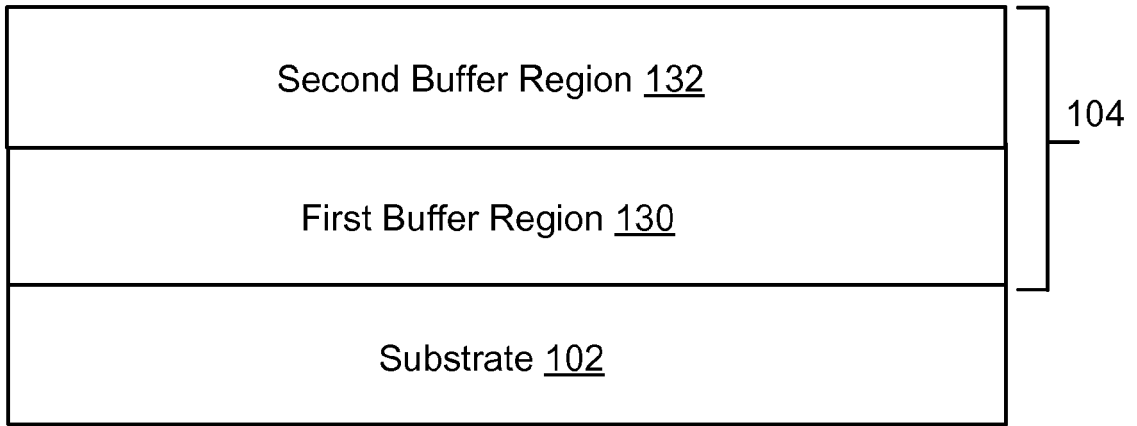 Second Buffer Region 132
104
First Buffer Region 130
Substrate 102